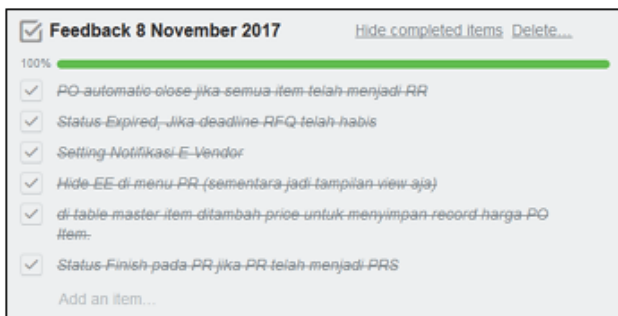 Feedback 8 November 2017 Hide completed items Delete...
100%
PO automatic close jika semua item telah menjadi RR
Status Expired, Jika deadline RFQ telah habis
Setting Notifikasi E-Vendor
Hide EE di menu PR (sementara jadi tampilan view aja)
di table master item ditambah price untuk menyimpan record harga PO
Item.
Status Finish pada PR jika PR telah menjadi PRS
Add an item...